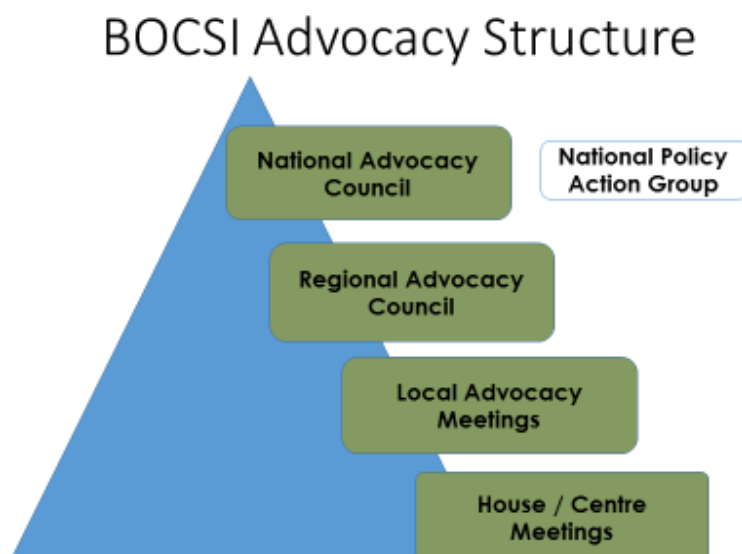 BOCSI Advocacy Structure
National Advocacy
Council
National Policy
Action Group
Regional Advocacy
Council
Local Advocacy
Meetings
House / Centre
Meetings